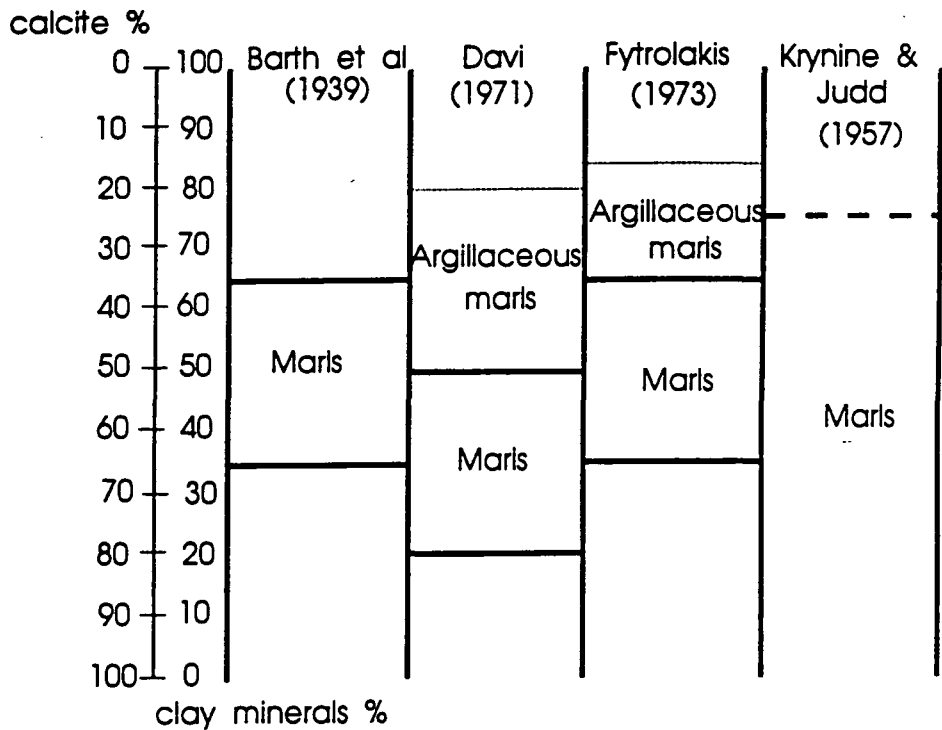 calcite %
0 100 Barth et al Davi Fytrolakis Krynine &
(1939) (1971) (1973) Judd
10 90 (1957)
20 80
Argillaceous
30 70 Argillaceous marls
marls
40 60
50 50 Marls Marls
60 40 Marls
Marls
70 30
80 20
90 10
100 0
clay minerals %